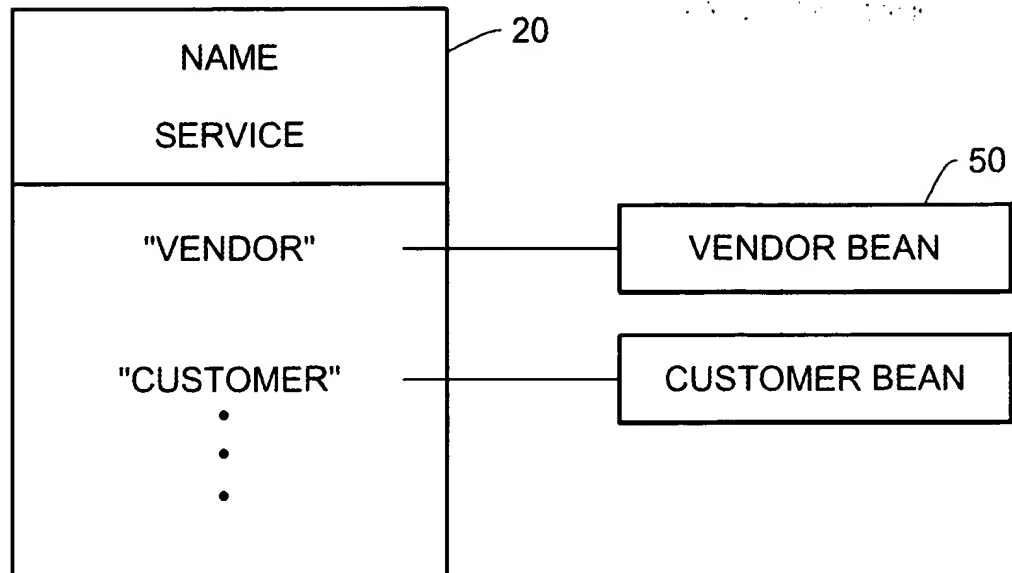 20
NAME
SERVICE
50
"VENDOR"
VENDOR BEAN
"CUSTOMER"
CUSTOMER BEAN